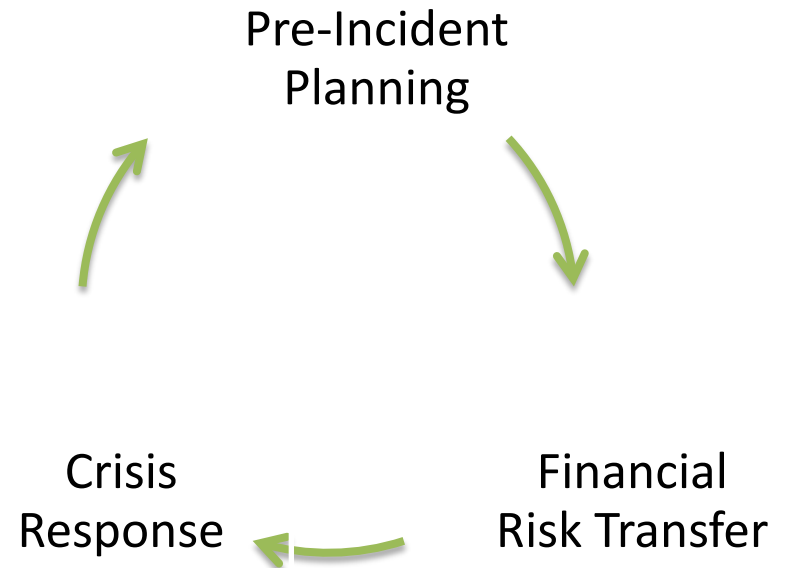 Pre-Incident
Planning
Crisis
Response
Financial
Risk Transfer